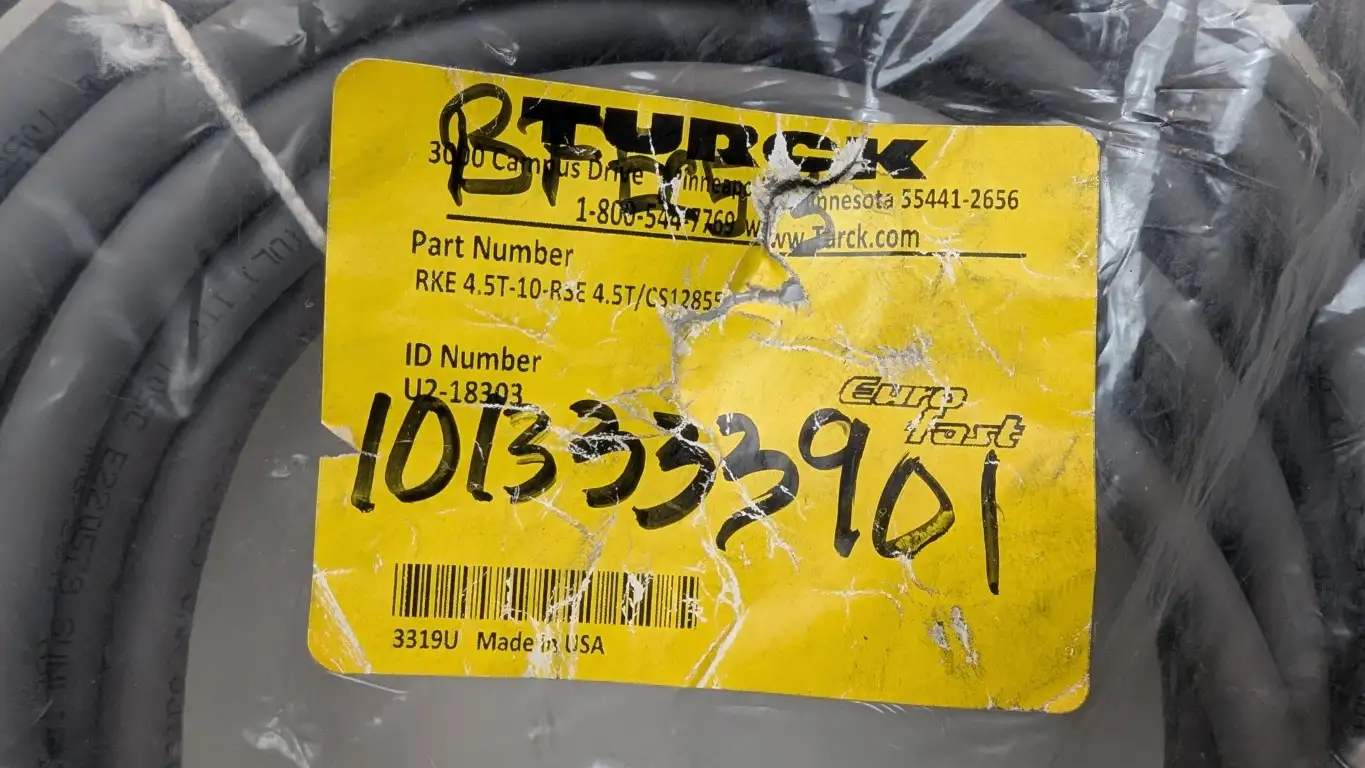 TURCK
3000 Campus Drive Minneapolis Minnesota 55441-2656
1-800-544-7769 www.Turck.com
Part Number
RKE 4.5T-10-RSE 4.5T/CS12855
ID Number
U2-18303
Euro
fast
1013333901
3319U Made in USA